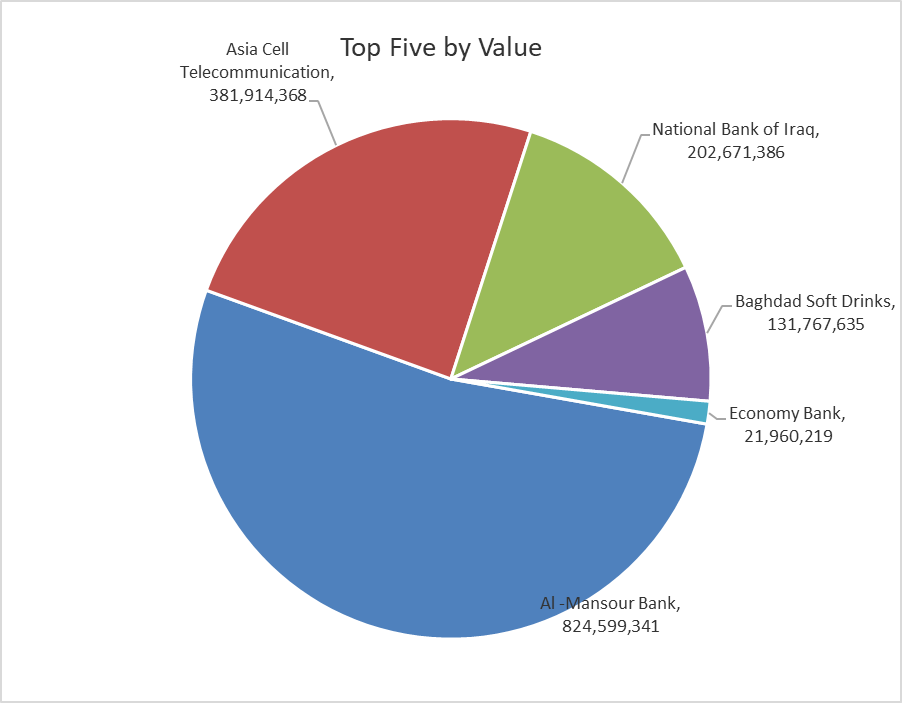 Top Five by Value
Asia Cell
Telecommunication,
381,914,368
National Bank of Iraq,
202,671,386
Baghdad Soft Drinks,
131,767,635
Economy Bank,
21,960,219
Al -Mansour Bank,
824,599,341